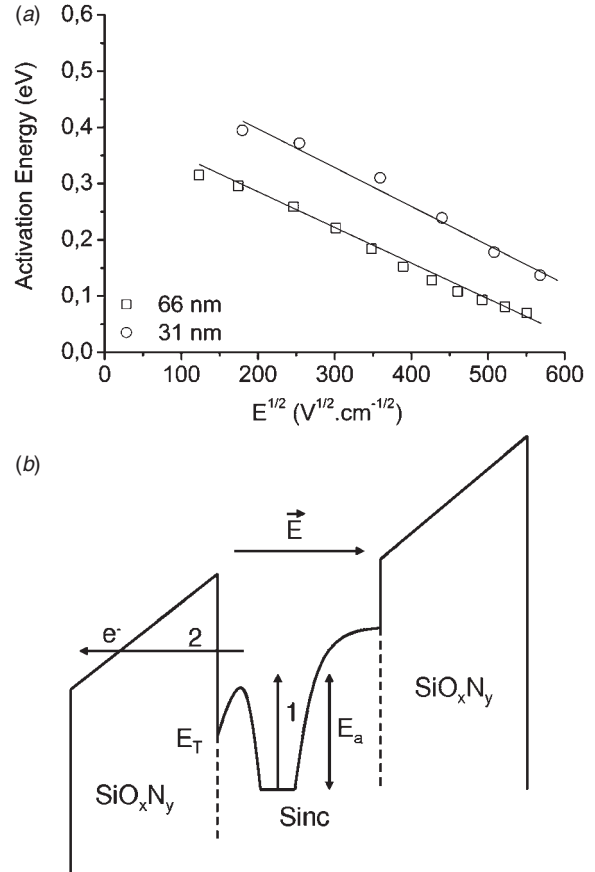 (a)
0,6
0,5
0,4
0,3
0,2
0,1
0,0
Activation Energy (eV)
66 nm
31 nm
0 100 200 300 400 500 600
E^{1/2} (V^{1/2}.cm^{-1/2})
(b)
E
e^- 2
1
E_T
E_a
SiO_xN_y
SiO_xN_y
Sinc